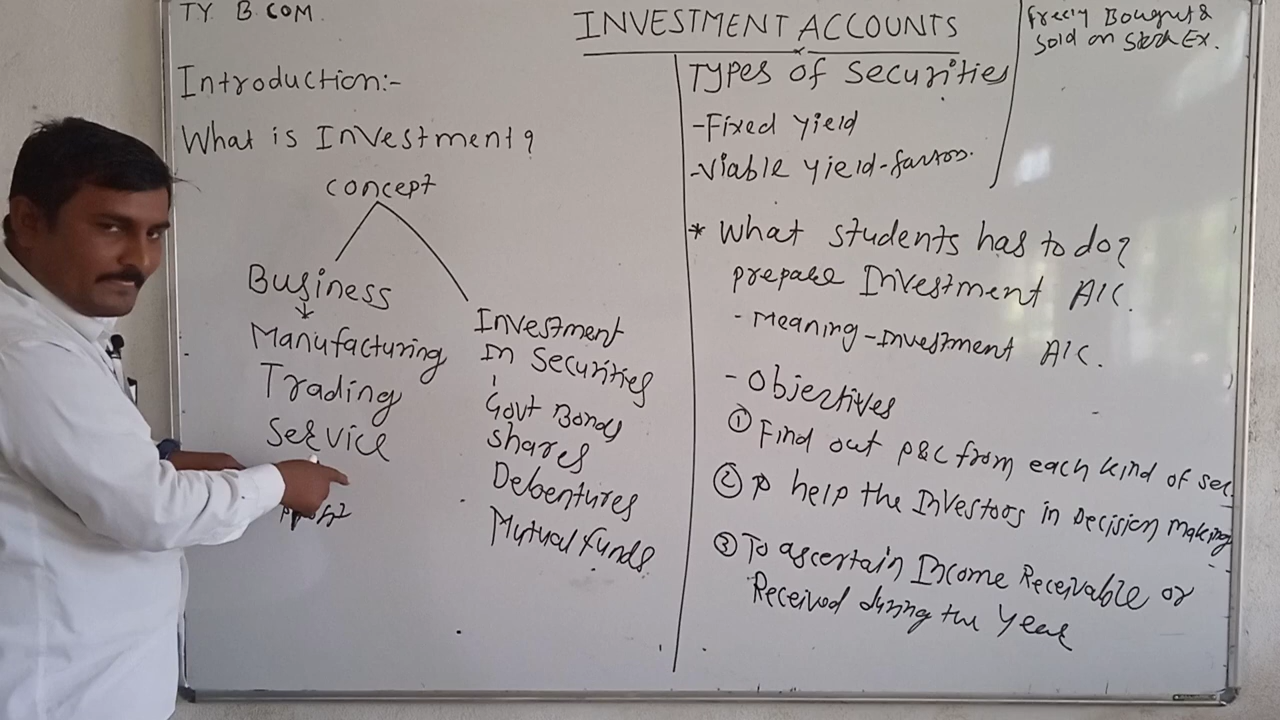 TY. B.COM.
INVESTMENT ACCOUNTS
Freely Bought &
Sold on Stock Ex.
Introduction:-
What is Investment?
concept
Business
Manufacturing
Trading
Service
Profit
Investment
In Securities
Govt Bonds
shares
Debentures
Mutual Funds
Types of Securities
-Fixed Yield
-Viable Yield-factors.
* What students has to do?
prepare Investment A/C.
- Meaning-Investment A/C.
- Objectives
① Find out P&L from each kind of sec.
② help the Investors in Decision Making
③ To ascertain Income Receivable or
Received during the Year